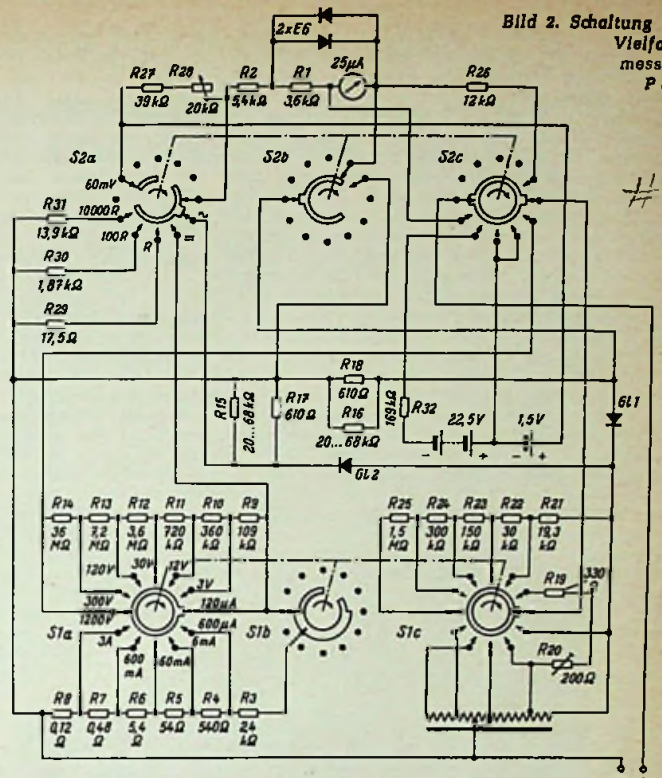 Bild 2. Schaltung
Vielfa
mess
P
2xE6
25µA
R27
R28
R2
R1
R26
39kΩ
20kΩ
5,4kΩ
3,6kΩ
12kΩ
S2a
S2b
S2c
60mV
R31
10000R
13,9kΩ
100R
R
=
~
R30
1,87kΩ
R29
17,5Ω
R18
610Ω
R15
R17
610Ω
R16
R32
20...68kΩ
20...68kΩ
169kΩ
22,5V
1,5V
- +
- +
Gl1
Gl2
R14
R13
R12
R11
R10
R9
36 MΩ
7,2 MΩ
3,6 MΩ
720 kΩ
360 kΩ
109 kΩ
R25
R24
R23
R22
R21
1,5 MΩ
300 kΩ
150 kΩ
30 kΩ
19,3 kΩ
120V
30V
12V
3V
300V
1200V
120µA
600µA
6mA
60mA
600 mA
3A
S1a
S1b
S1c
R19
330 Ω
R20
200Ω
R8
R7
R6
R5
R4
R3
0,12 Ω
0,48 Ω
5,4 Ω
54Ω
540Ω
2,4 kΩ